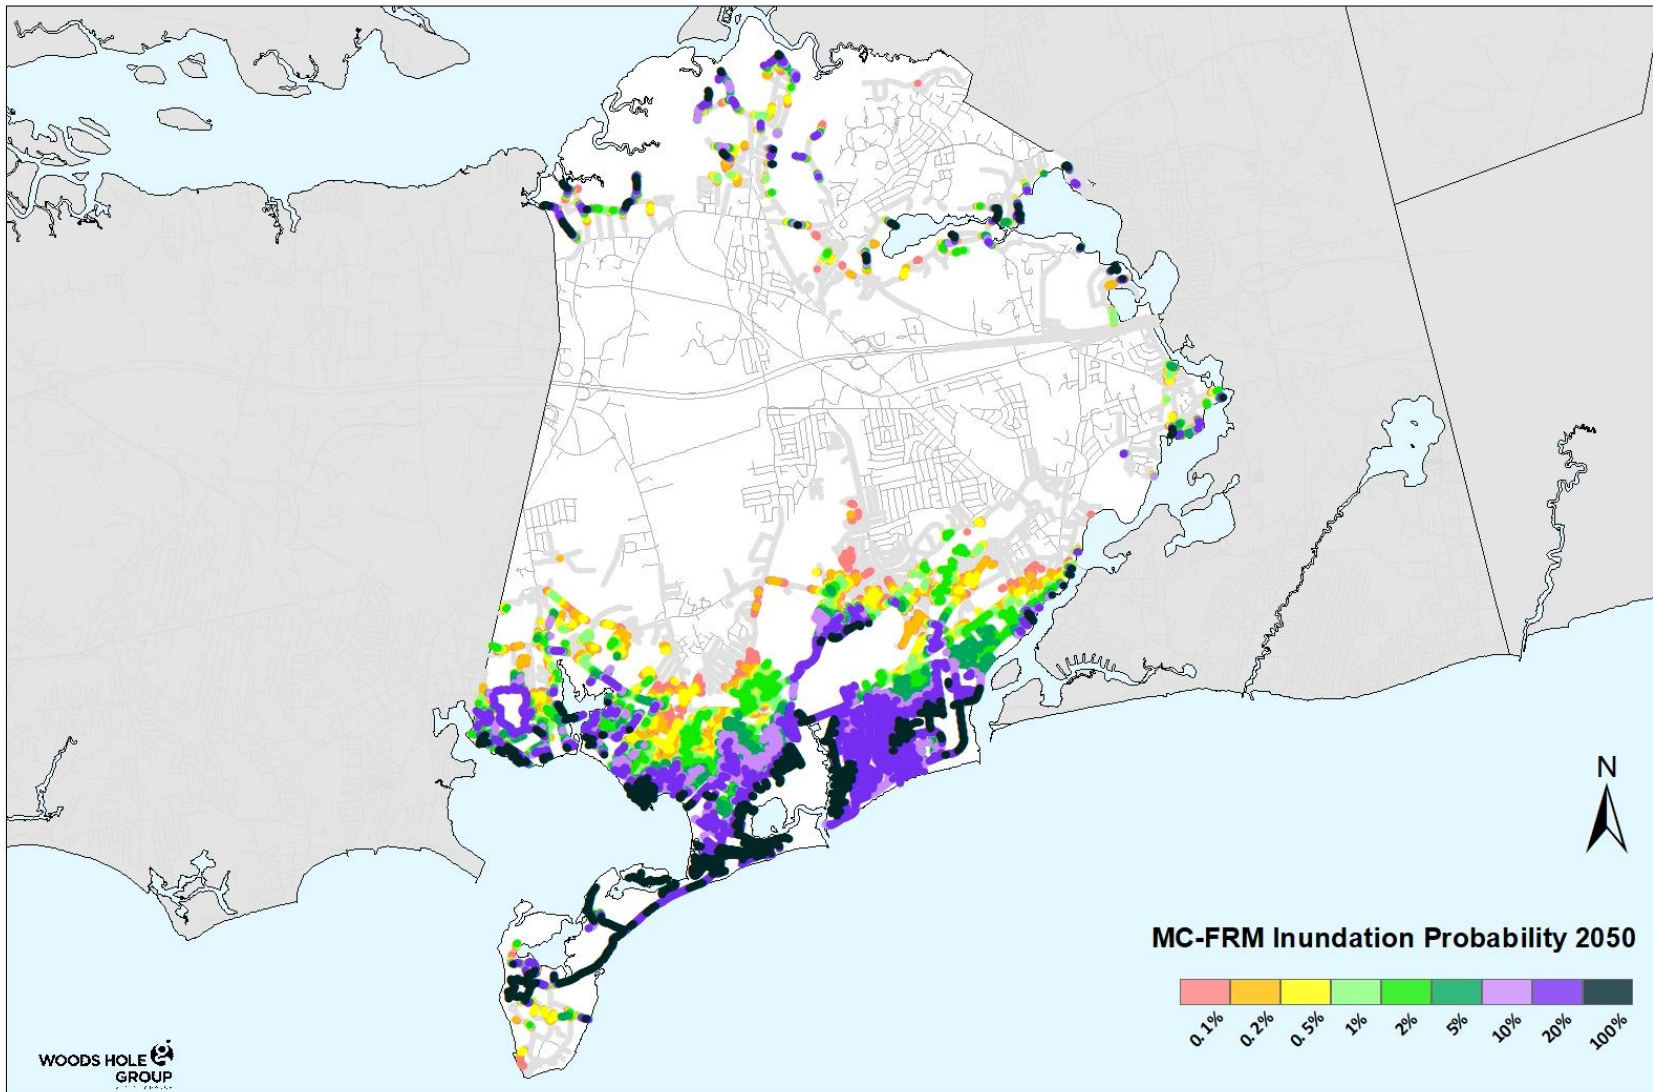 N
MC-FRM Inundation Probability 2050
0.1% 0.2% 0.5% 1% 2% 5% 10% 20% 100%
WOODS HOLE
GROUP